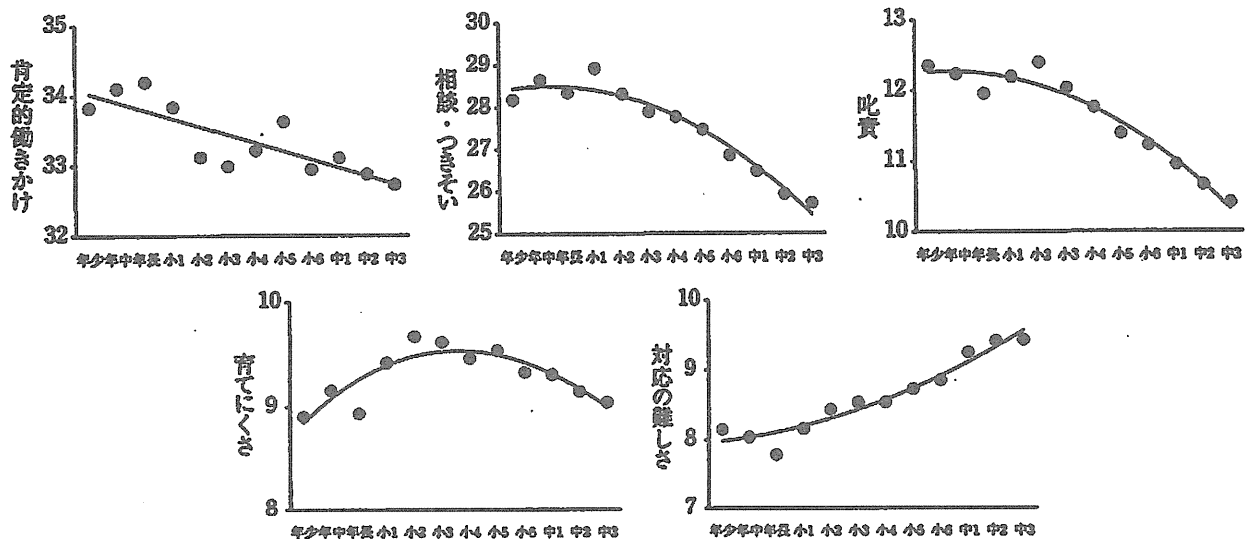 肯定的働きかけ
35
34
33
32
年少年中年長 小1 小2 小3 小4 小5 小6 中1 中2 中3
相談・つきそい
30
29
28
27
26
25
年少年中年長 小1 小2 小3 小4 小5 小6 中1 中2 中3
叱責
13
12
11
10
年少年中年長 小1 小2 小3 小4 小5 小6 中1 中2 中3
育てにくさ
10
9
8
年少年中年長 小1 小2 小3 小4 小5 小6 中1 中2 中3
対応の難しさ
10
9
8
7
年少年中年長 小1 小2 小3 小4 小5 小6 中1 中2 中3